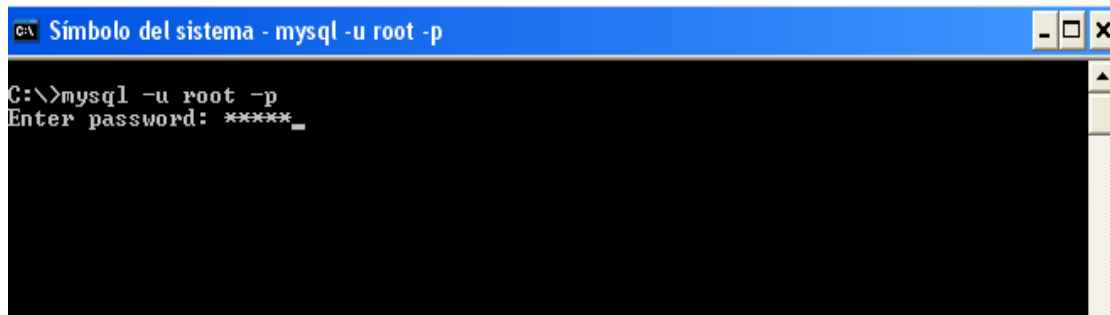 Símbolo del sistema - mysql -u root -p
C:\>mysql -u root -p
Enter password: *****_